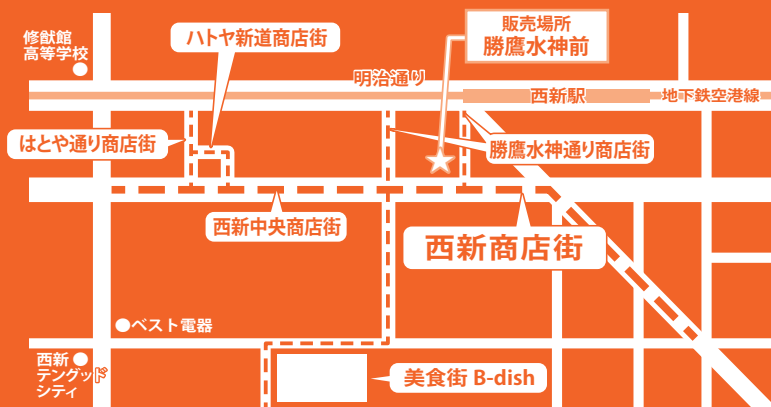 修猷館
高等学校
ハトヤ新道商店街
販売場所
勝鷹水神前
明治通り
西新駅
地下鉄空港線
はとや通り商店街
勝鷹水神通り商店街
西新中央商店街
西新商店街
ベスト電器
西新
テングッド
シティ
美食街 B-dish